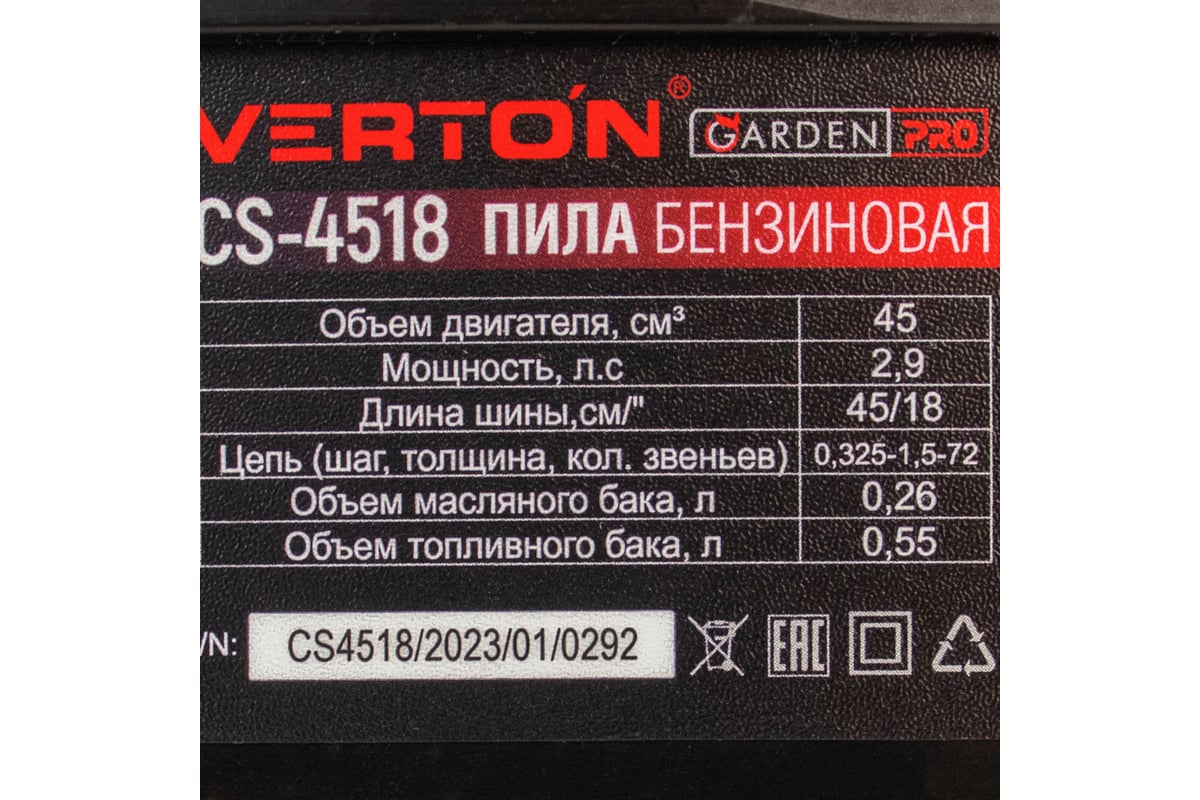 VERTON® GARDEN PRO
CS-4518 ПИЛА БЕНЗИНОВАЯ
Объем двигателя, см³ 45
Мощность, л.с 2,9
Длина шины,см/" 45/18
Цепь (шаг, толщина, кол. звеньев) 0,325-1,5-72
Объем масляного бака, л 0,26
Объем топливного бака, л 0,55
/N: CS4518/2023/01/0292 EAC